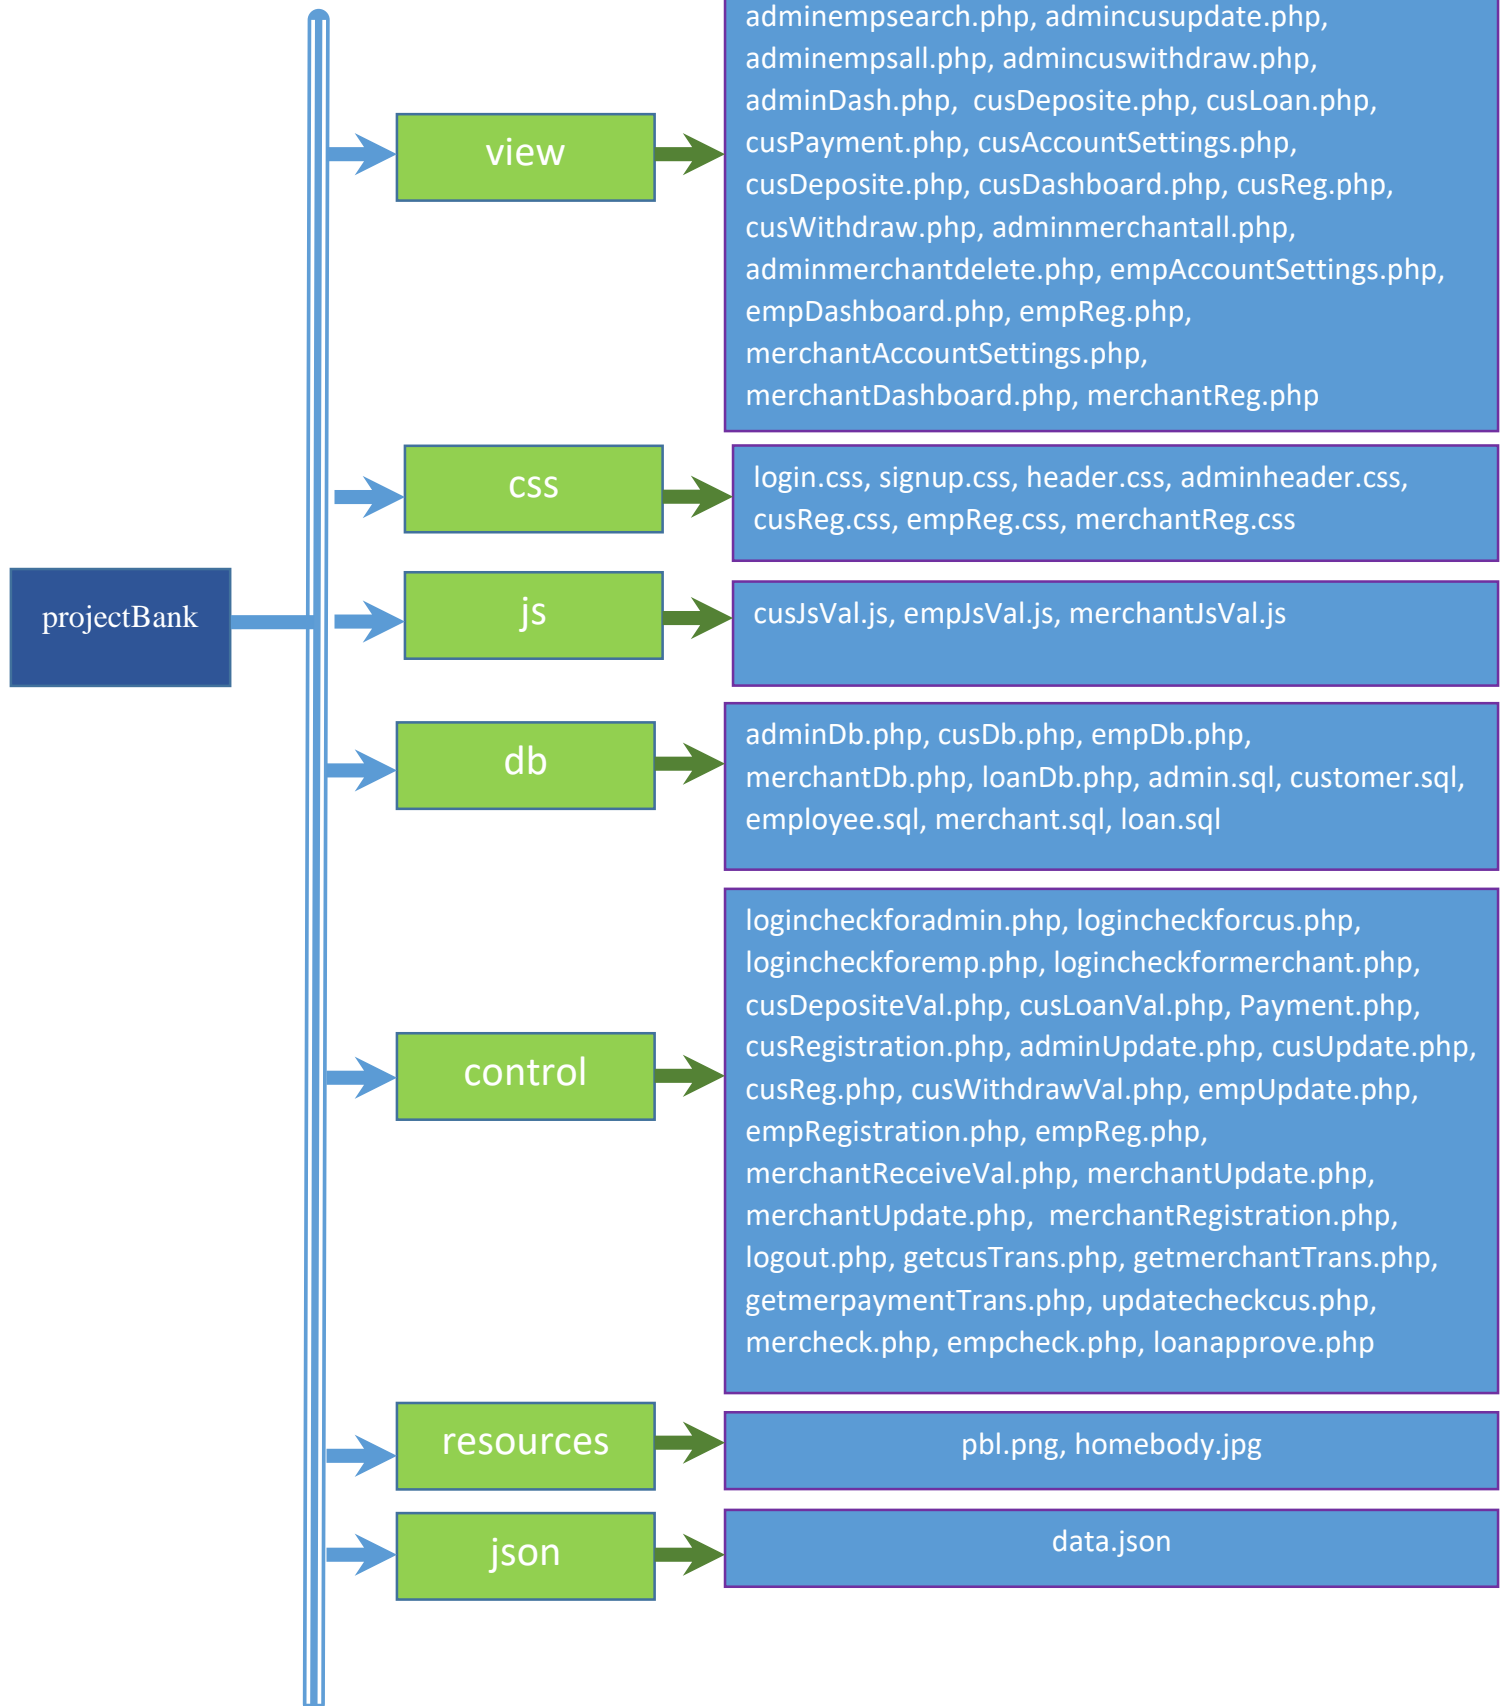 adminempsearch.php, admincusupdate.php,
adminempsall.php, admincuswithdraw.php,
adminDash.php,  cusDeposite.php, cusLoan.php,
cusPayment.php, cusAccountSettings.php,
cusDeposite.php, cusDashboard.php, cusReg.php,
cusWithdraw.php, adminmerchantall.php,
adminmerchantdelete.php, empAccountSettings.php,
empDashboard.php, empReg.php,
merchantAccountSettings.php,
merchantDashboard.php, merchantReg.php
view
css
login.css, signup.css, header.css, adminheader.css,
cusReg.css, empReg.css, merchantReg.css
projectBank
js
cusJsVal.js, empJsVal.js, merchantJsVal.js
db
adminDb.php, cusDb.php, empDb.php,
merchantDb.php, loanDb.php, admin.sql, customer.sql,
employee.sql, merchant.sql, loan.sql
control
logincheckforadmin.php, logincheckforcus.php,
logincheckforemp.php, logincheckformerchant.php,
cusDepositeVal.php, cusLoanVal.php, Payment.php,
cusRegistration.php, adminUpdate.php, cusUpdate.php,
cusReg.php, cusWithdrawVal.php, empUpdate.php,
empRegistration.php, empReg.php,
merchantReceiveVal.php, merchantUpdate.php,
merchantUpdate.php,  merchantRegistration.php,
logout.php, getcusTrans.php, getmerchantTrans.php,
getmerpaymentTrans.php, updatecheckcus.php,
mercheck.php, empcheck.php, loanapprove.php
resources
pbl.png, homebody.jpg
json
data.json